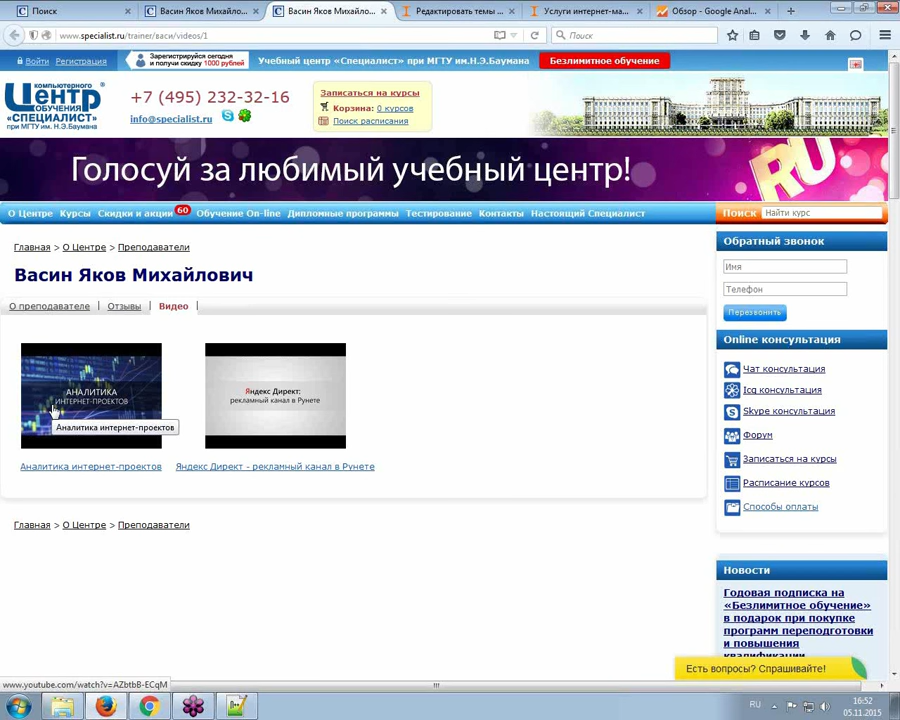 Поиск
Васин Яков Михайло...
Васин Яков Михайло...
Редактировать темы ...
Услуги интернет-ма...
Обзор - Google Anal...
www.specialist.ru/trainer/васи/videos/1
Поиск
Войти Регистрация
Зарегистрируйся сегодня
и получи скидку 1000 рублей
Учебный центр «Специалист» при МГТУ им.Н.Э.Баумана
Безлимитное обучение
компьютерного
Центр
ОБУЧЕНИЯ
«СПЕЦИАЛИСТ»
при МГТУ им. Н.Э.Баумана
+7 (495) 232-32-16
info@specialist.ru
Записаться на курсы
Корзина: 0 курсов
Поиск расписания
Голосуй за любимый учебный центр!
RU
О Центре Курсы Скидки и акции 60 Обучение On-line Дипломные программы Тестирование Контакты Настоящий Специалист
Поиск Найти курс
Главная > О Центре > Преподаватели
Васин Яков Михайлович
О преподавателе | Отзывы | Видео |
АНАЛИТИКА
ИНТЕРНЕТ-ПРОЕКТОВ
Аналитика интернет-проектов
Яндекс Директ:
рекламный канал в Рунете
Аналитика интернет-проектов
Яндекс Директ - рекламный канал в Рунете
Главная > О Центре > Преподаватели
Обратный звонок
Имя
Телефон
Перезвонить
Online консультация
Чат консультация
Icq консультация
Skype консультация
Форум
Записаться на курсы
Расписание курсов
Способы оплаты
Новости
Годовая подписка на
«Безлимитное обучение»
в подарок при покупке
программ переподготовки
и повышения
квалификации
Есть вопросы? Спрашивайте!
www.youtube.com/watch?v=AZbtbB-ECqM
RU
16:52
05.11.2015